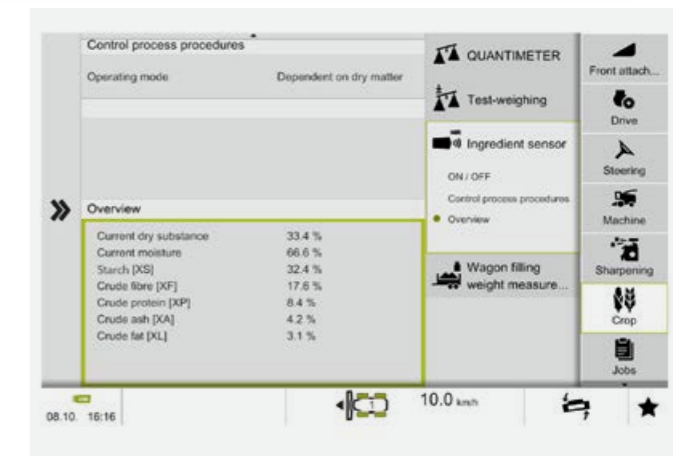 Control process procedures
Operating mode Dependent on dry matter
Overview
Current dry substance 33.4 %
Current moisture 66.6 %
Starch [XS] 32.4 %
Crude fibre [XF] 17.6 %
Crude protein [XP] 8.4 %
Crude ash [XA] 4.2 %
Crude fat [XL] 3.1 %
QUANTIMETER
Test-weighing
Ingredient sensor
ON / OFF
Control process procedures
Overview
Wagon filling
weight measure...
Front attach...
Drive
Steering
Machine
Sharpening
Crop
Jobs
08.10. 16:16
1
10.0 km/h